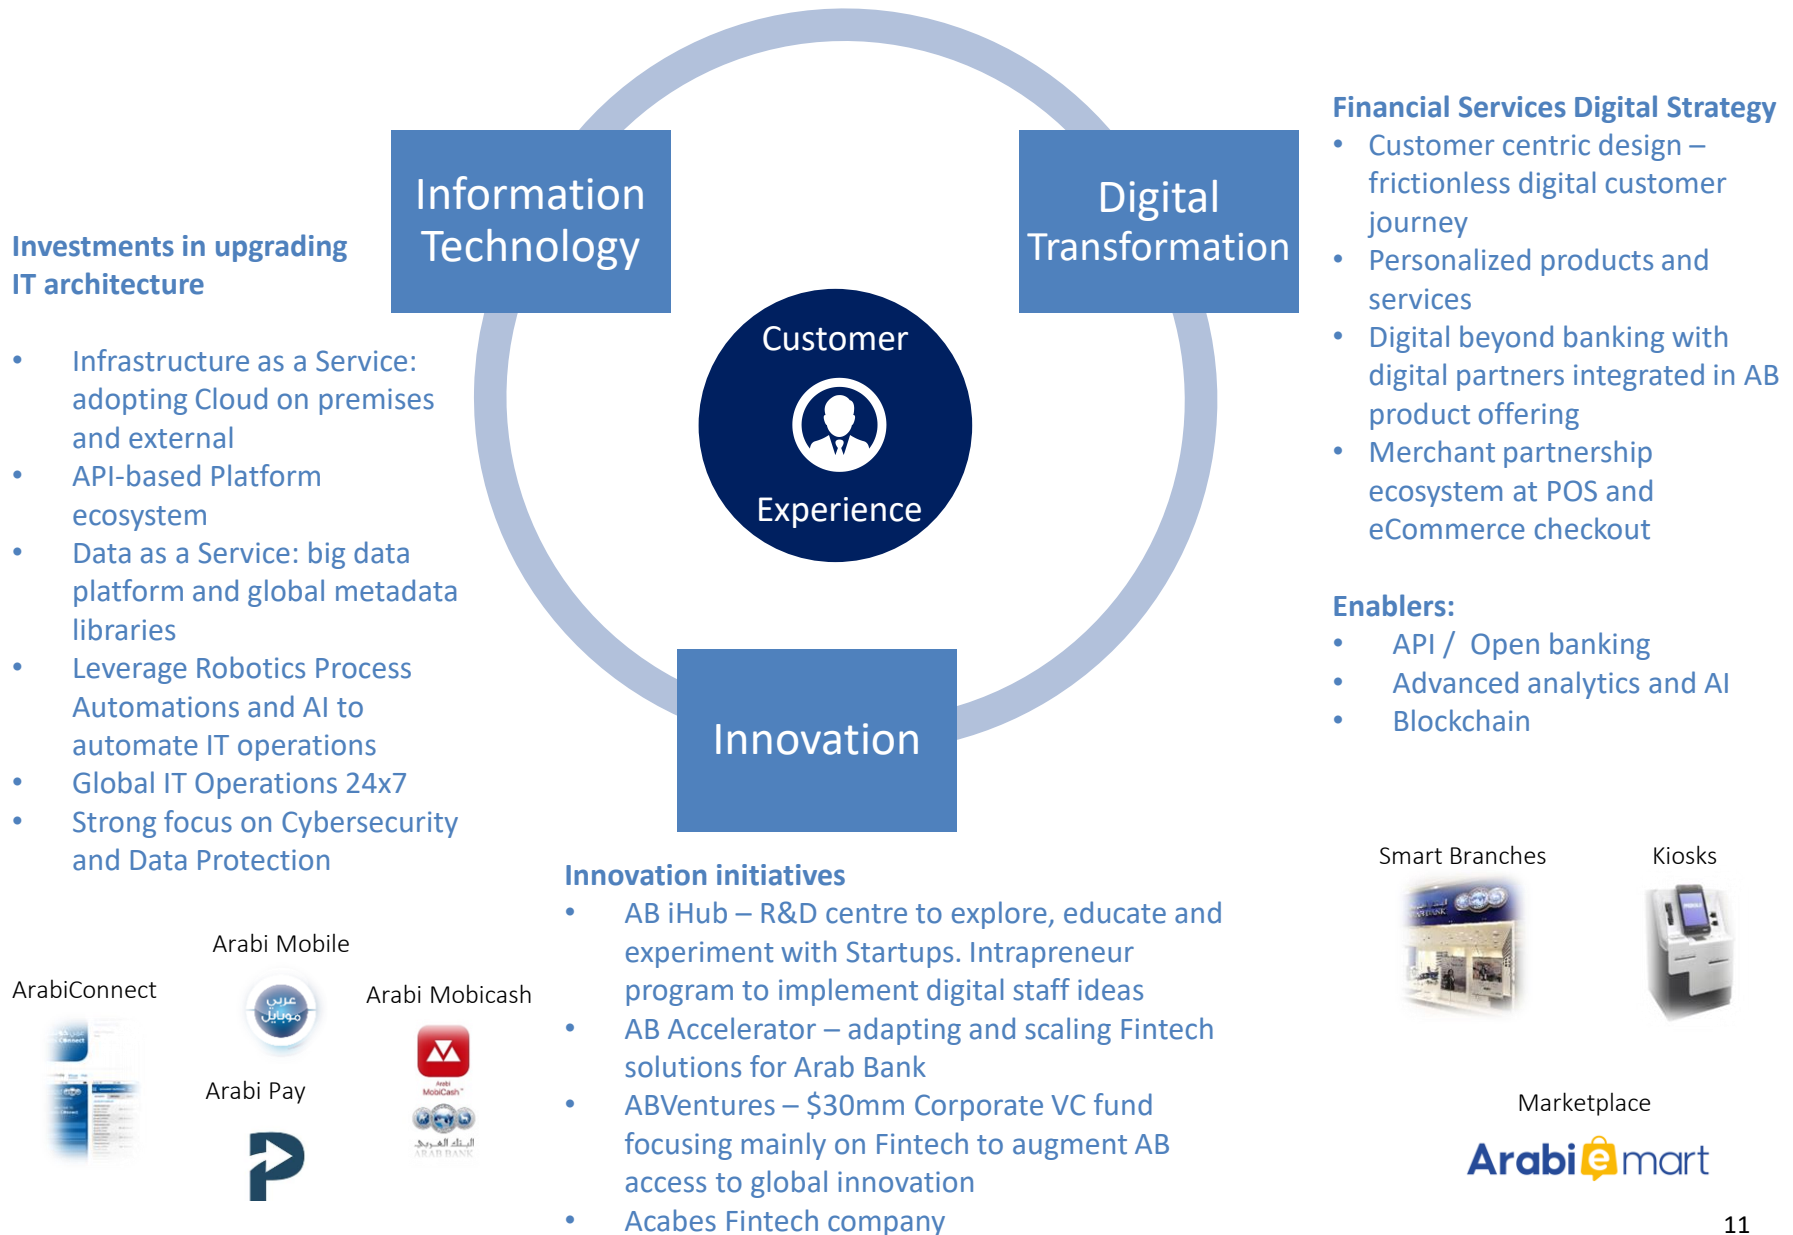 Information
Technology
Digital
Transformation
Customer
Experience
Innovation
Investments in upgrading
IT architecture
• Infrastructure as a Service:
adopting Cloud on premises
and external
• API-based Platform
ecosystem
• Data as a Service: big data
platform and global metadata
libraries
• Leverage Robotics Process
Automations and AI to
automate IT operations
• Global IT Operations 24x7
• Strong focus on Cybersecurity
and Data Protection
Financial Services Digital Strategy
• Customer centric design –
frictionless digital customer
journey
• Personalized products and
services
• Digital beyond banking with
digital partners integrated in AB
product offering
• Merchant partnership
ecosystem at POS and
eCommerce checkout
Enablers:
• API / Open banking
• Advanced analytics and AI
• Blockchain
Innovation initiatives
• AB iHub – R&D centre to explore, educate and
experiment with Startups. Intrapreneur
program to implement digital staff ideas
• AB Accelerator – adapting and scaling Fintech
solutions for Arab Bank
• ABVentures – $30mm Corporate VC fund
focusing mainly on Fintech to augment AB
access to global innovation
• Acabes Fintech company
ArabiConnect
Arabi Mobile
عربي
موبايل
Arabi Pay
Arabi Mobicash
Arabi
MobiCash™
البنك العربي
ARAB BANK
Smart Branches
Kiosks
Marketplace
Arabi e mart
11